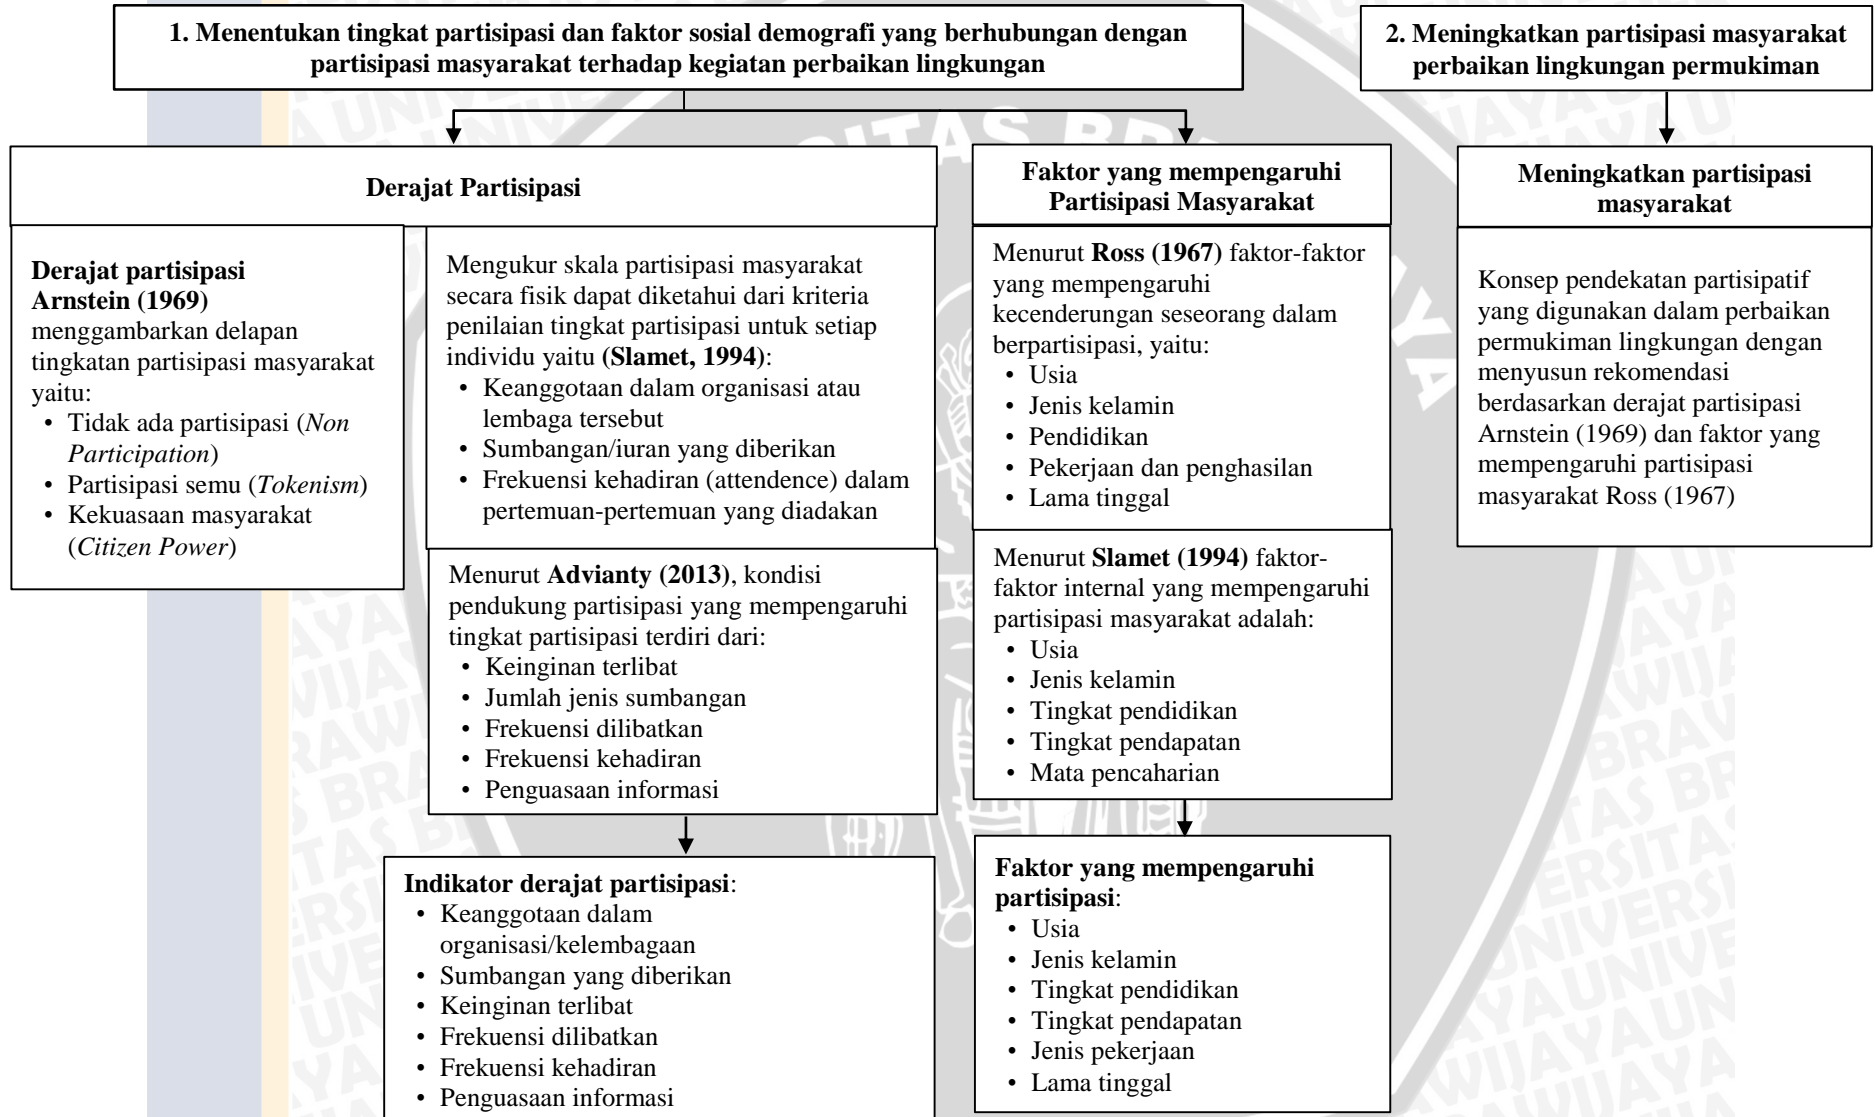 1. Menentukan tingkat partisipasi dan faktor sosial demografi yang berhubungan dengan
partisipasi masyarakat terhadap kegiatan perbaikan lingkungan
2. Meningkatkan partisipasi masyarakat
perbaikan lingkungan permukiman
Derajat Partisipasi
Derajat partisipasi
Arnstein (1969)
menggambarkan delapan
tingkatan partisipasi masyarakat
yaitu:
• Tidak ada partisipasi (Non
Participation)
• Partisipasi semu (Tokenism)
• Kekuasaan masyarakat
(Citizen Power)
Mengukur skala partisipasi masyarakat
secara fisik dapat diketahui dari kriteria
penilaian tingkat partisipasi untuk setiap
individu yaitu (Slamet, 1994):
• Keanggotaan dalam organisasi atau
lembaga tersebut
• Sumbangan/iuran yang diberikan
• Frekuensi kehadiran (attendence) dalam
pertemuan-pertemuan yang diadakan
Menurut Advianty (2013), kondisi
pendukung partisipasi yang mempengaruhi
tingkat partisipasi terdiri dari:
• Keinginan terlibat
• Jumlah jenis sumbangan
• Frekuensi dilibatkan
• Frekuensi kehadiran
• Penguasaan informasi
Indikator derajat partisipasi:
• Keanggotaan dalam
organisasi/kelembagaan
• Sumbangan yang diberikan
• Keinginan terlibat
• Frekuensi dilibatkan
• Frekuensi kehadiran
• Penguasaan informasi
Faktor yang mempengaruhi
Partisipasi Masyarakat
Menurut Ross (1967) faktor-faktor
yang mempengaruhi
kecenderungan seseorang dalam
berpartisipasi, yaitu:
• Usia
• Jenis kelamin
• Pendidikan
• Pekerjaan dan penghasilan
• Lama tinggal
Menurut Slamet (1994) faktor-
faktor internal yang mempengaruhi
partisipasi masyarakat adalah:
• Usia
• Jenis kelamin
• Tingkat pendidikan
• Tingkat pendapatan
• Mata pencaharian
Faktor yang mempengaruhi
partisipasi:
• Usia
• Jenis kelamin
• Tingkat pendidikan
• Tingkat pendapatan
• Jenis pekerjaan
• Lama tinggal
Meningkatkan partisipasi
masyarakat
Konsep pendekatan partisipatif
yang digunakan dalam perbaikan
permukiman lingkungan dengan
menyusun rekomendasi
berdasarkan derajat partisipasi
Arnstein (1969) dan faktor yang
mempengaruhi partisipasi
masyarakat Ross (1967)